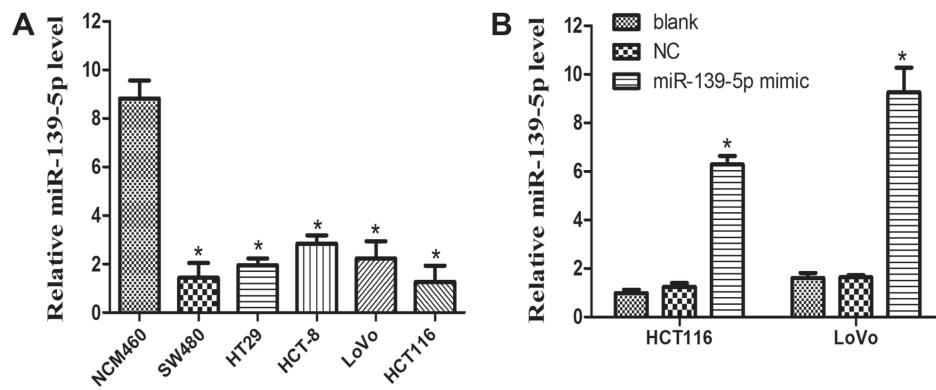 A
Relative miR-139-5p level
12
10
8
6
4
2
0
*
*
*
*
*
NCM460
SW480
HT29
HCT-8
LoVo
HCT116
B
Relative miR-139-5p level
12
10
8
6
4
2
0
blank
NC
miR-139-5p mimic
*
*
HCT116
LoVo